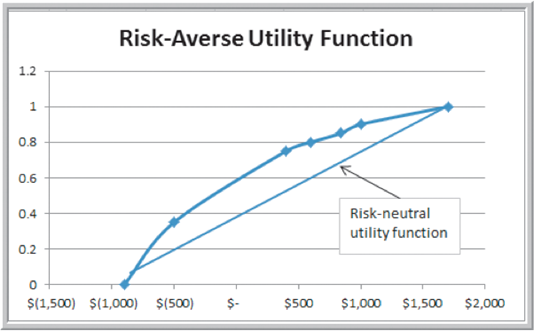 Risk-Averse Utility Function
1.2
1
0.8
0.6
0.4
0.2
0
Risk-neutral
utility function
$(1,500) $(1,000) $(500) $- $500 $1,000 $1,500 $2,000